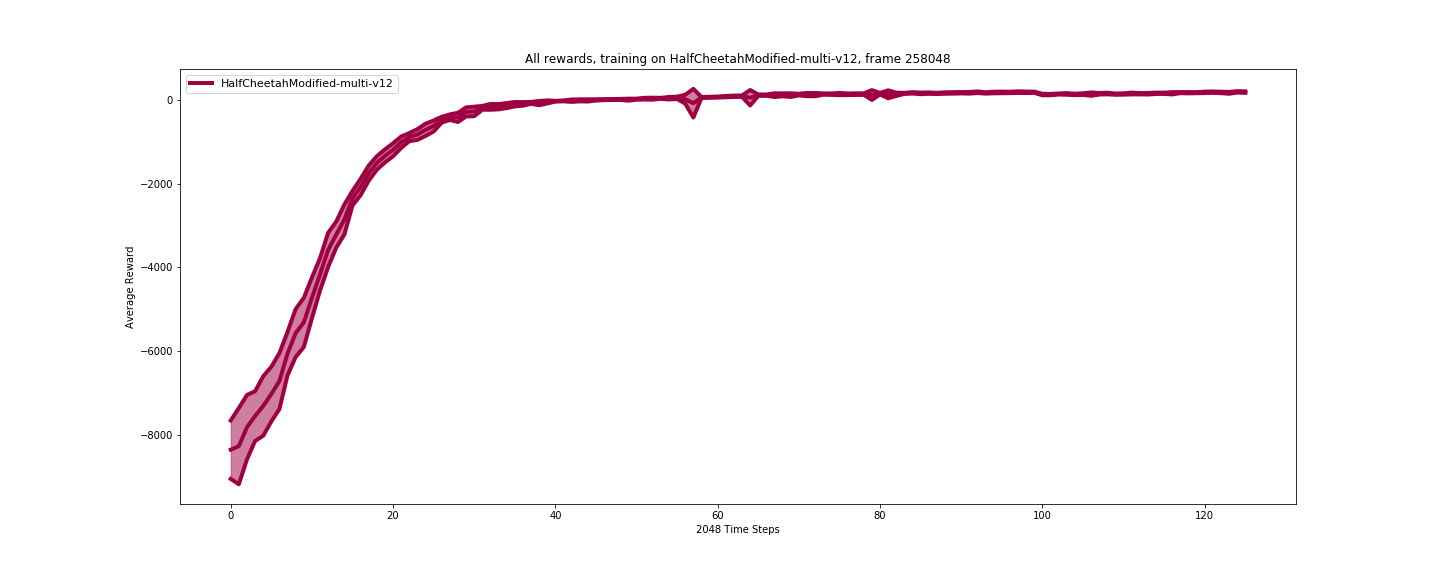 All rewards, training on HalfCheetahModified-multi-v12, frame 258048
HalfCheetahModified-multi-v12
0
−2000
−4000
−6000
−8000
Average Reward
0 20 40 60 80 100 120
2048 Time Steps